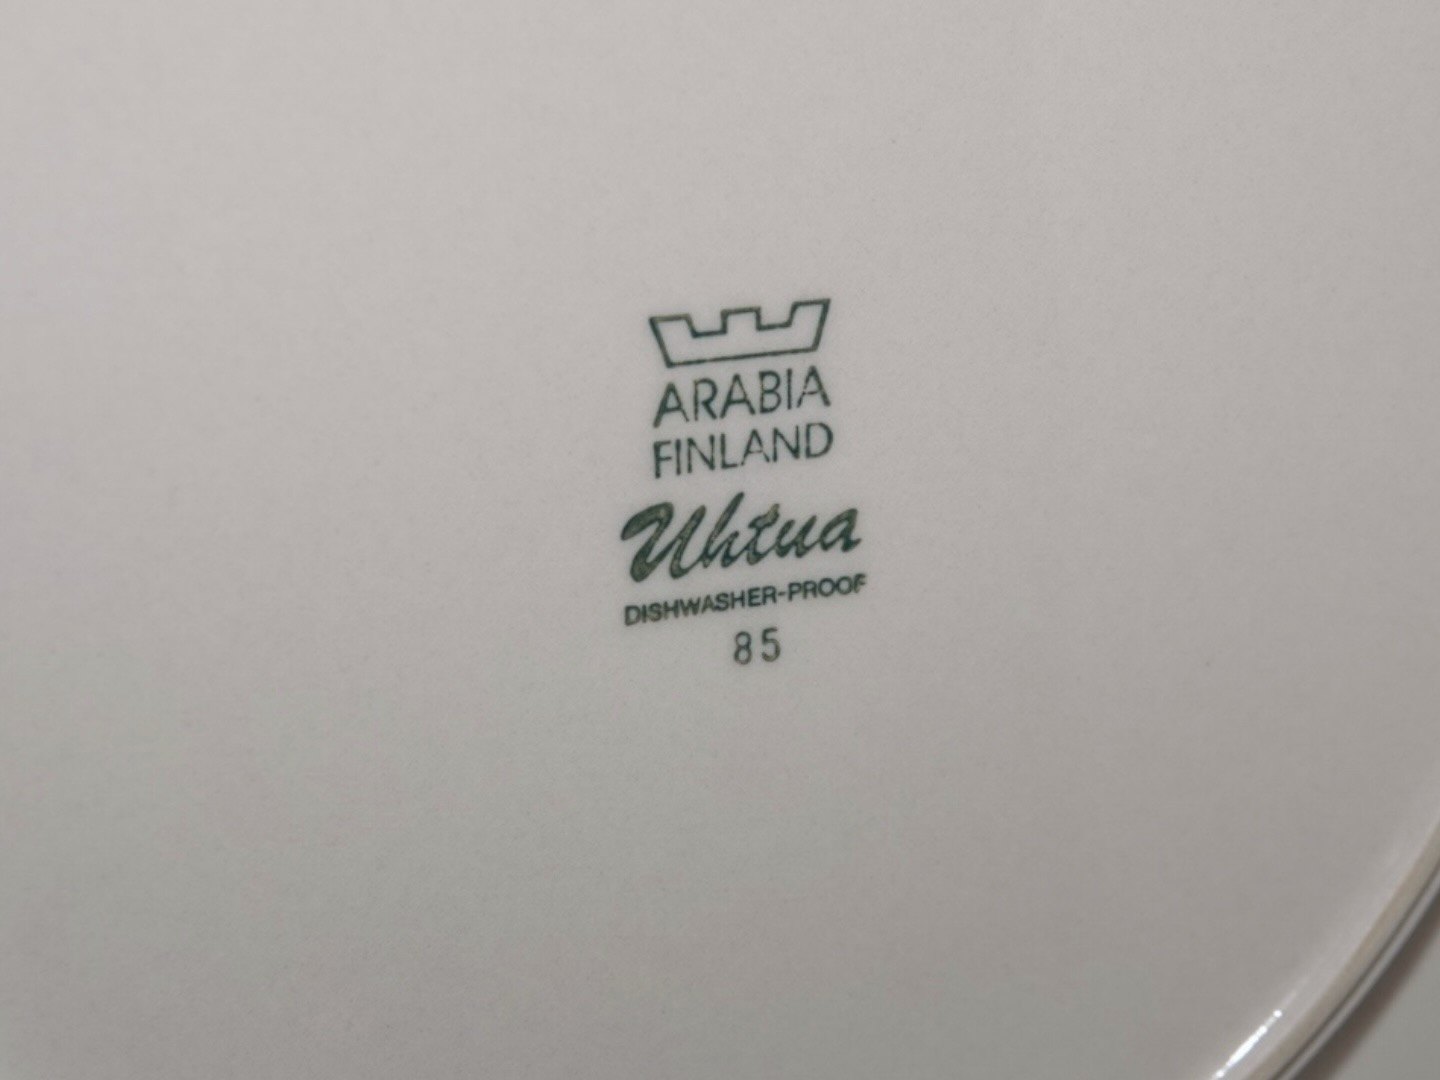 ARABIA
FINLAND
Uhtua
DISHWASHER-PROOF
85